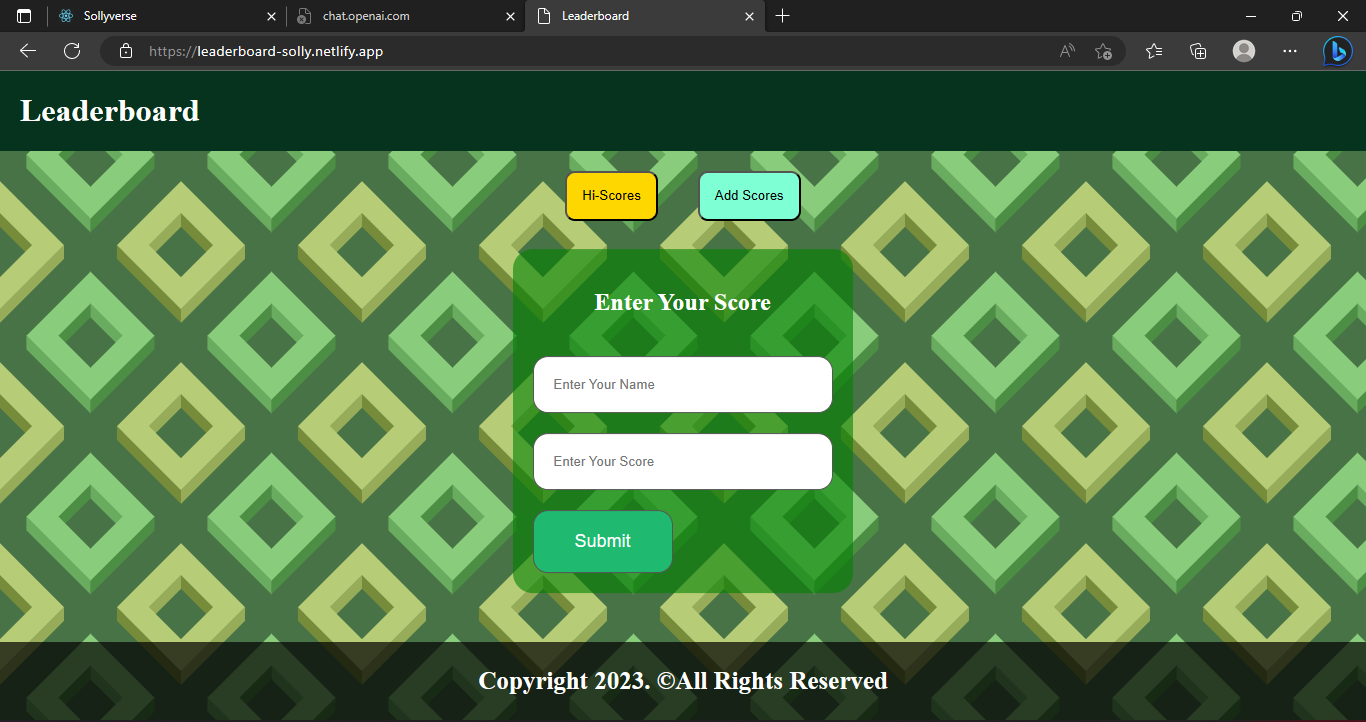 Sollyverse
chat.openai.com
Leaderboard
https://leaderboard-solly.netlify.app
Leaderboard
Hi-Scores
Add Scores
Enter Your Score
Enter Your Name
Enter Your Score
Submit
Copyright 2023. ©All Rights Reserved